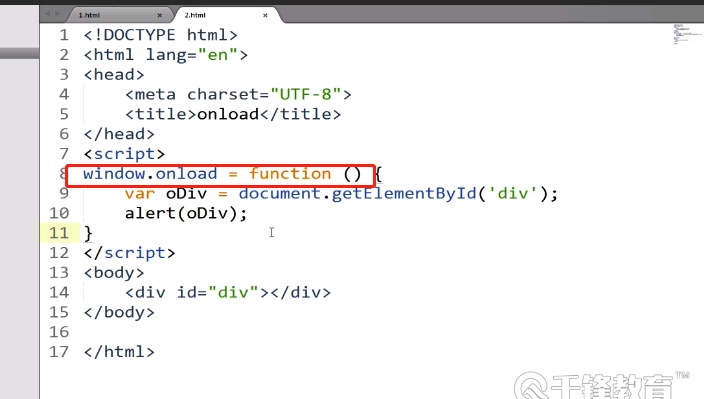 1.html
2.html
1 <!DOCTYPE html>
2 <html lang="en">
3 <head>
4     <meta charset="UTF-8">
5     <title>onload</title>
6 </head>
7 <script>
8 window.onload = function () {
9     var oDiv = document.getElementById('div');
10     alert(oDiv);
11 }
12 </script>
13 <body>
14     <div id="div"></div>
15 </body>
16
17 </html>
千锋教育™